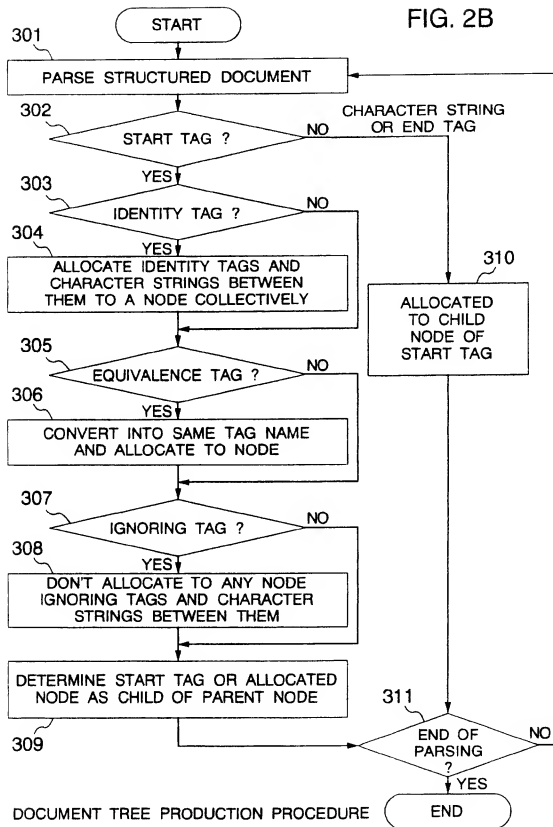 FIG. 2B
START
301
PARSE STRUCTURED DOCUMENT
302
START TAG ?
NO
CHARACTER STRING
OR END TAG
YES
303
IDENTITY TAG ?
NO
YES
304
ALLOCATE IDENTITY TAGS AND
CHARACTER STRINGS BETWEEN
THEM TO A NODE COLLECTIVELY
310
ALLOCATED
TO CHILD
NODE OF
START TAG
305
EQUIVALENCE TAG ?
NO
YES
306
CONVERT INTO SAME TAG NAME
AND ALLOCATE TO NODE
307
IGNORING TAG ?
NO
YES
308
DON'T ALLOCATE TO ANY NODE
IGNORING TAGS AND CHARACTER
STRINGS BETWEEN THEM
DETERMINE START TAG OR ALLOCATED
NODE AS CHILD OF PARENT NODE
309
311
END OF
PARSING
?
NO
YES
END
DOCUMENT TREE PRODUCTION PROCEDURE